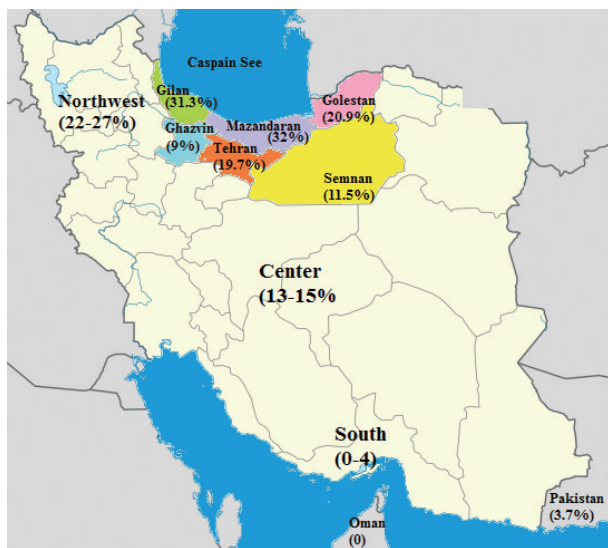 Caspain See
Gilan
(31.3%)
Northwest
(22-27%)
Golestan
(20.9%)
Ghazvin
(9%)
Mazandaran
(32%)
Tehran
(19.7%)
Semnan
(11.5%)
Center
(13-15%
South
(0-4)
Pakistan
(3.7%)
Oman
(0)